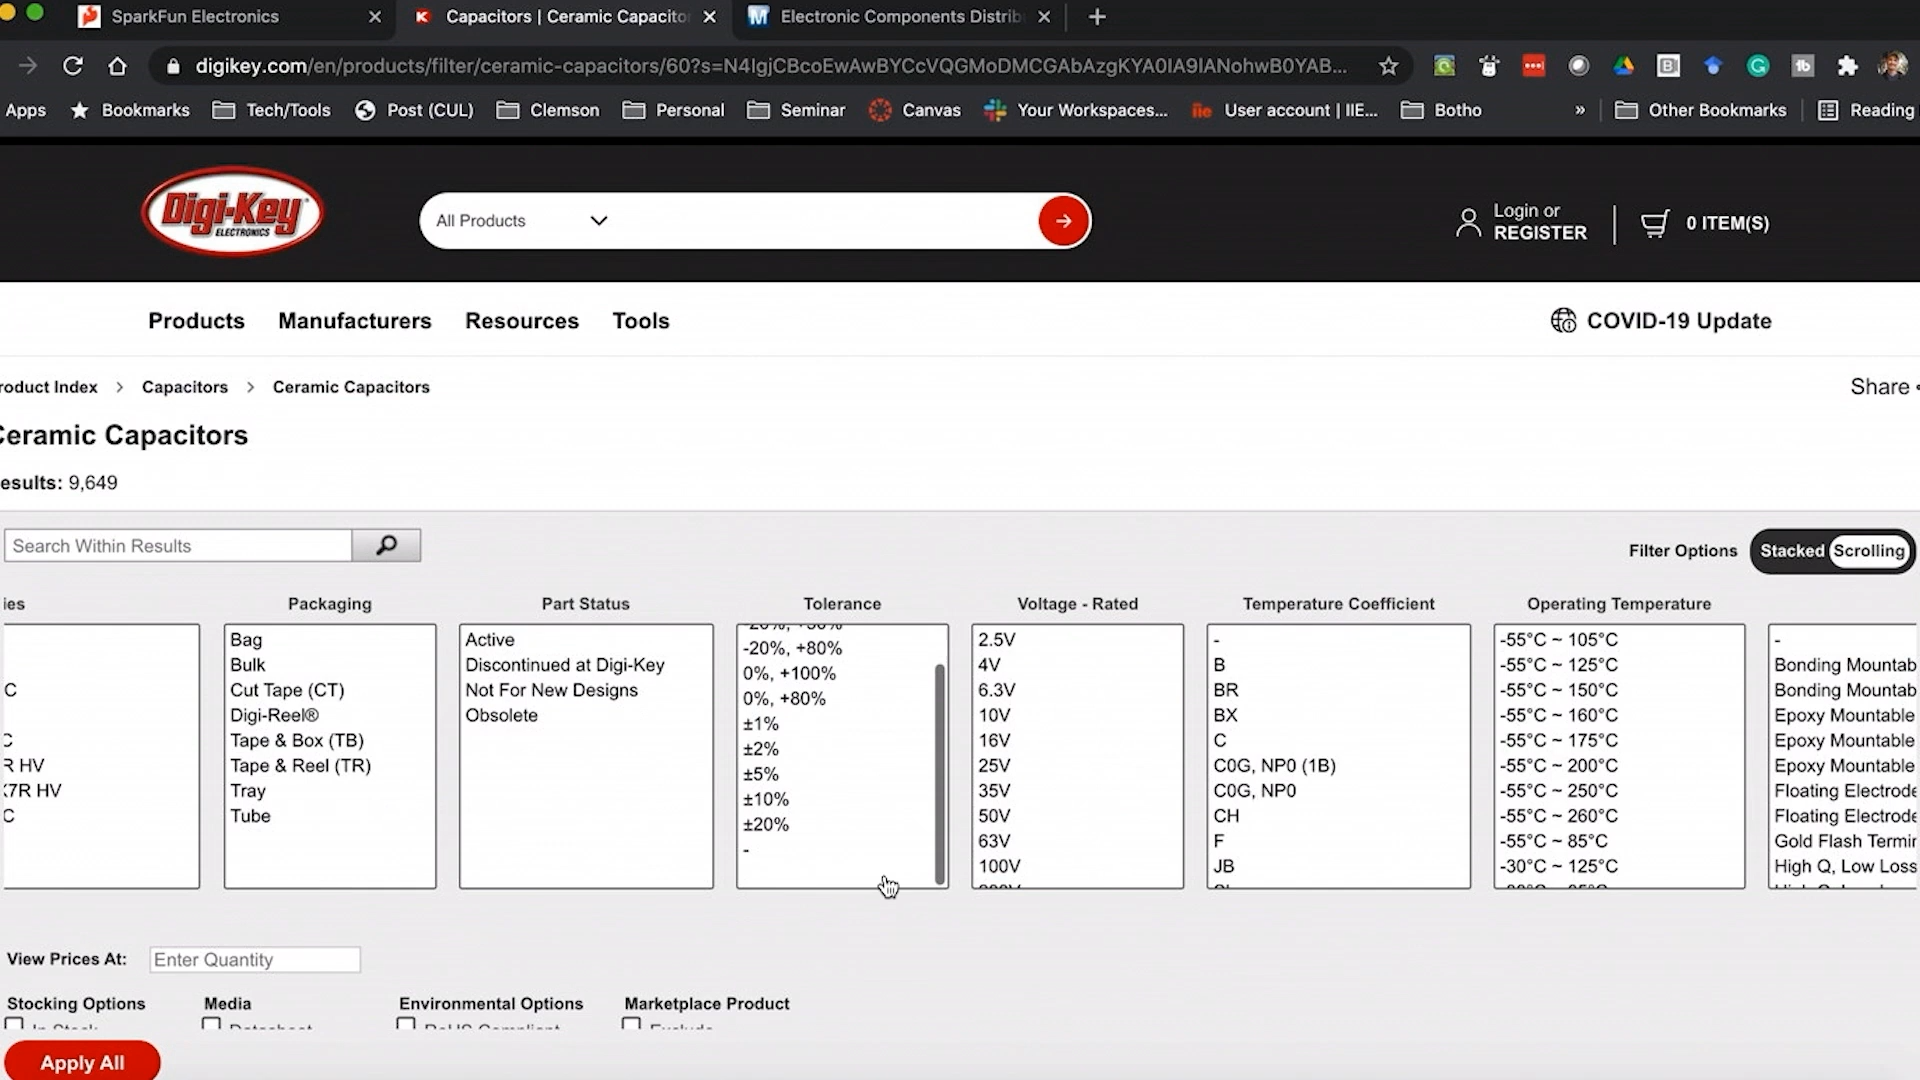 SparkFun Electronics
Capacitors | Ceramic Capacito
Electronic Components Distrib
digikey.com/en/products/filter/ceramic-capacitors/60?s=N4IgjCBcoEwAwBYCcVQGMoDMCGAbAzgKYA0IA9lANohwB0YAB...
Apps
Bookmarks
Tech/Tools
Post (CUL)
Clemson
Personal
Seminar
Canvas
Your Workspaces...
User account | IIE...
Botho
»
Other Bookmarks
Reading
Digi-Key
ELECTRONICS
All Products
Login or
REGISTER
0 ITEM(S)
Products
Manufacturers
Resources
Tools
COVID-19 Update
roduct Index > Capacitors > Ceramic Capacitors
Share
Ceramic Capacitors
esults: 9,649
Search Within Results
Filter Options
Stacked
Scrolling
ies
C
C
R HV
X7R HV
C
Packaging
Bag
Bulk
Cut Tape (CT)
Digi-Reel®
Tape & Box (TB)
Tape & Reel (TR)
Tray
Tube
Part Status
Active
Discontinued at Digi-Key
Not For New Designs
Obsolete
Tolerance
-20%, +80%
0%, +100%
0%, +80%
±1%
±2%
±5%
±10%
±20%
-
Voltage - Rated
2.5V
4V
6.3V
10V
16V
25V
35V
50V
63V
100V
Temperature Coefficient
-
B
BR
BX
C
C0G, NP0 (1B)
C0G, NP0
CH
F
JB
Operating Temperature
-55°C ~ 105°C
-55°C ~ 125°C
-55°C ~ 150°C
-55°C ~ 160°C
-55°C ~ 175°C
-55°C ~ 200°C
-55°C ~ 250°C
-55°C ~ 260°C
-55°C ~ 85°C
-30°C ~ 125°C
-
Bonding Mountab
Bonding Mountab
Epoxy Mountable
Epoxy Mountable
Epoxy Mountable
Floating Electrode
Floating Electrode
Gold Flash Termin
High Q, Low Loss
View Prices At:
Enter Quantity
Stocking Options
In Stock
Media
Datasheet
Environmental Options
RoHS Compliant
Marketplace Product
Exclude
Apply All